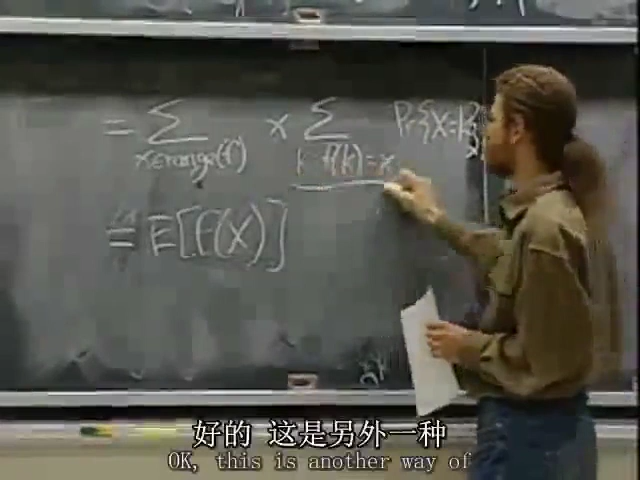 = Σ x Σ Pr{X=k}
x∈range(f) k:f(k)=x
= E[f(X)]
好的 这是另外一种
OK, this is another way of